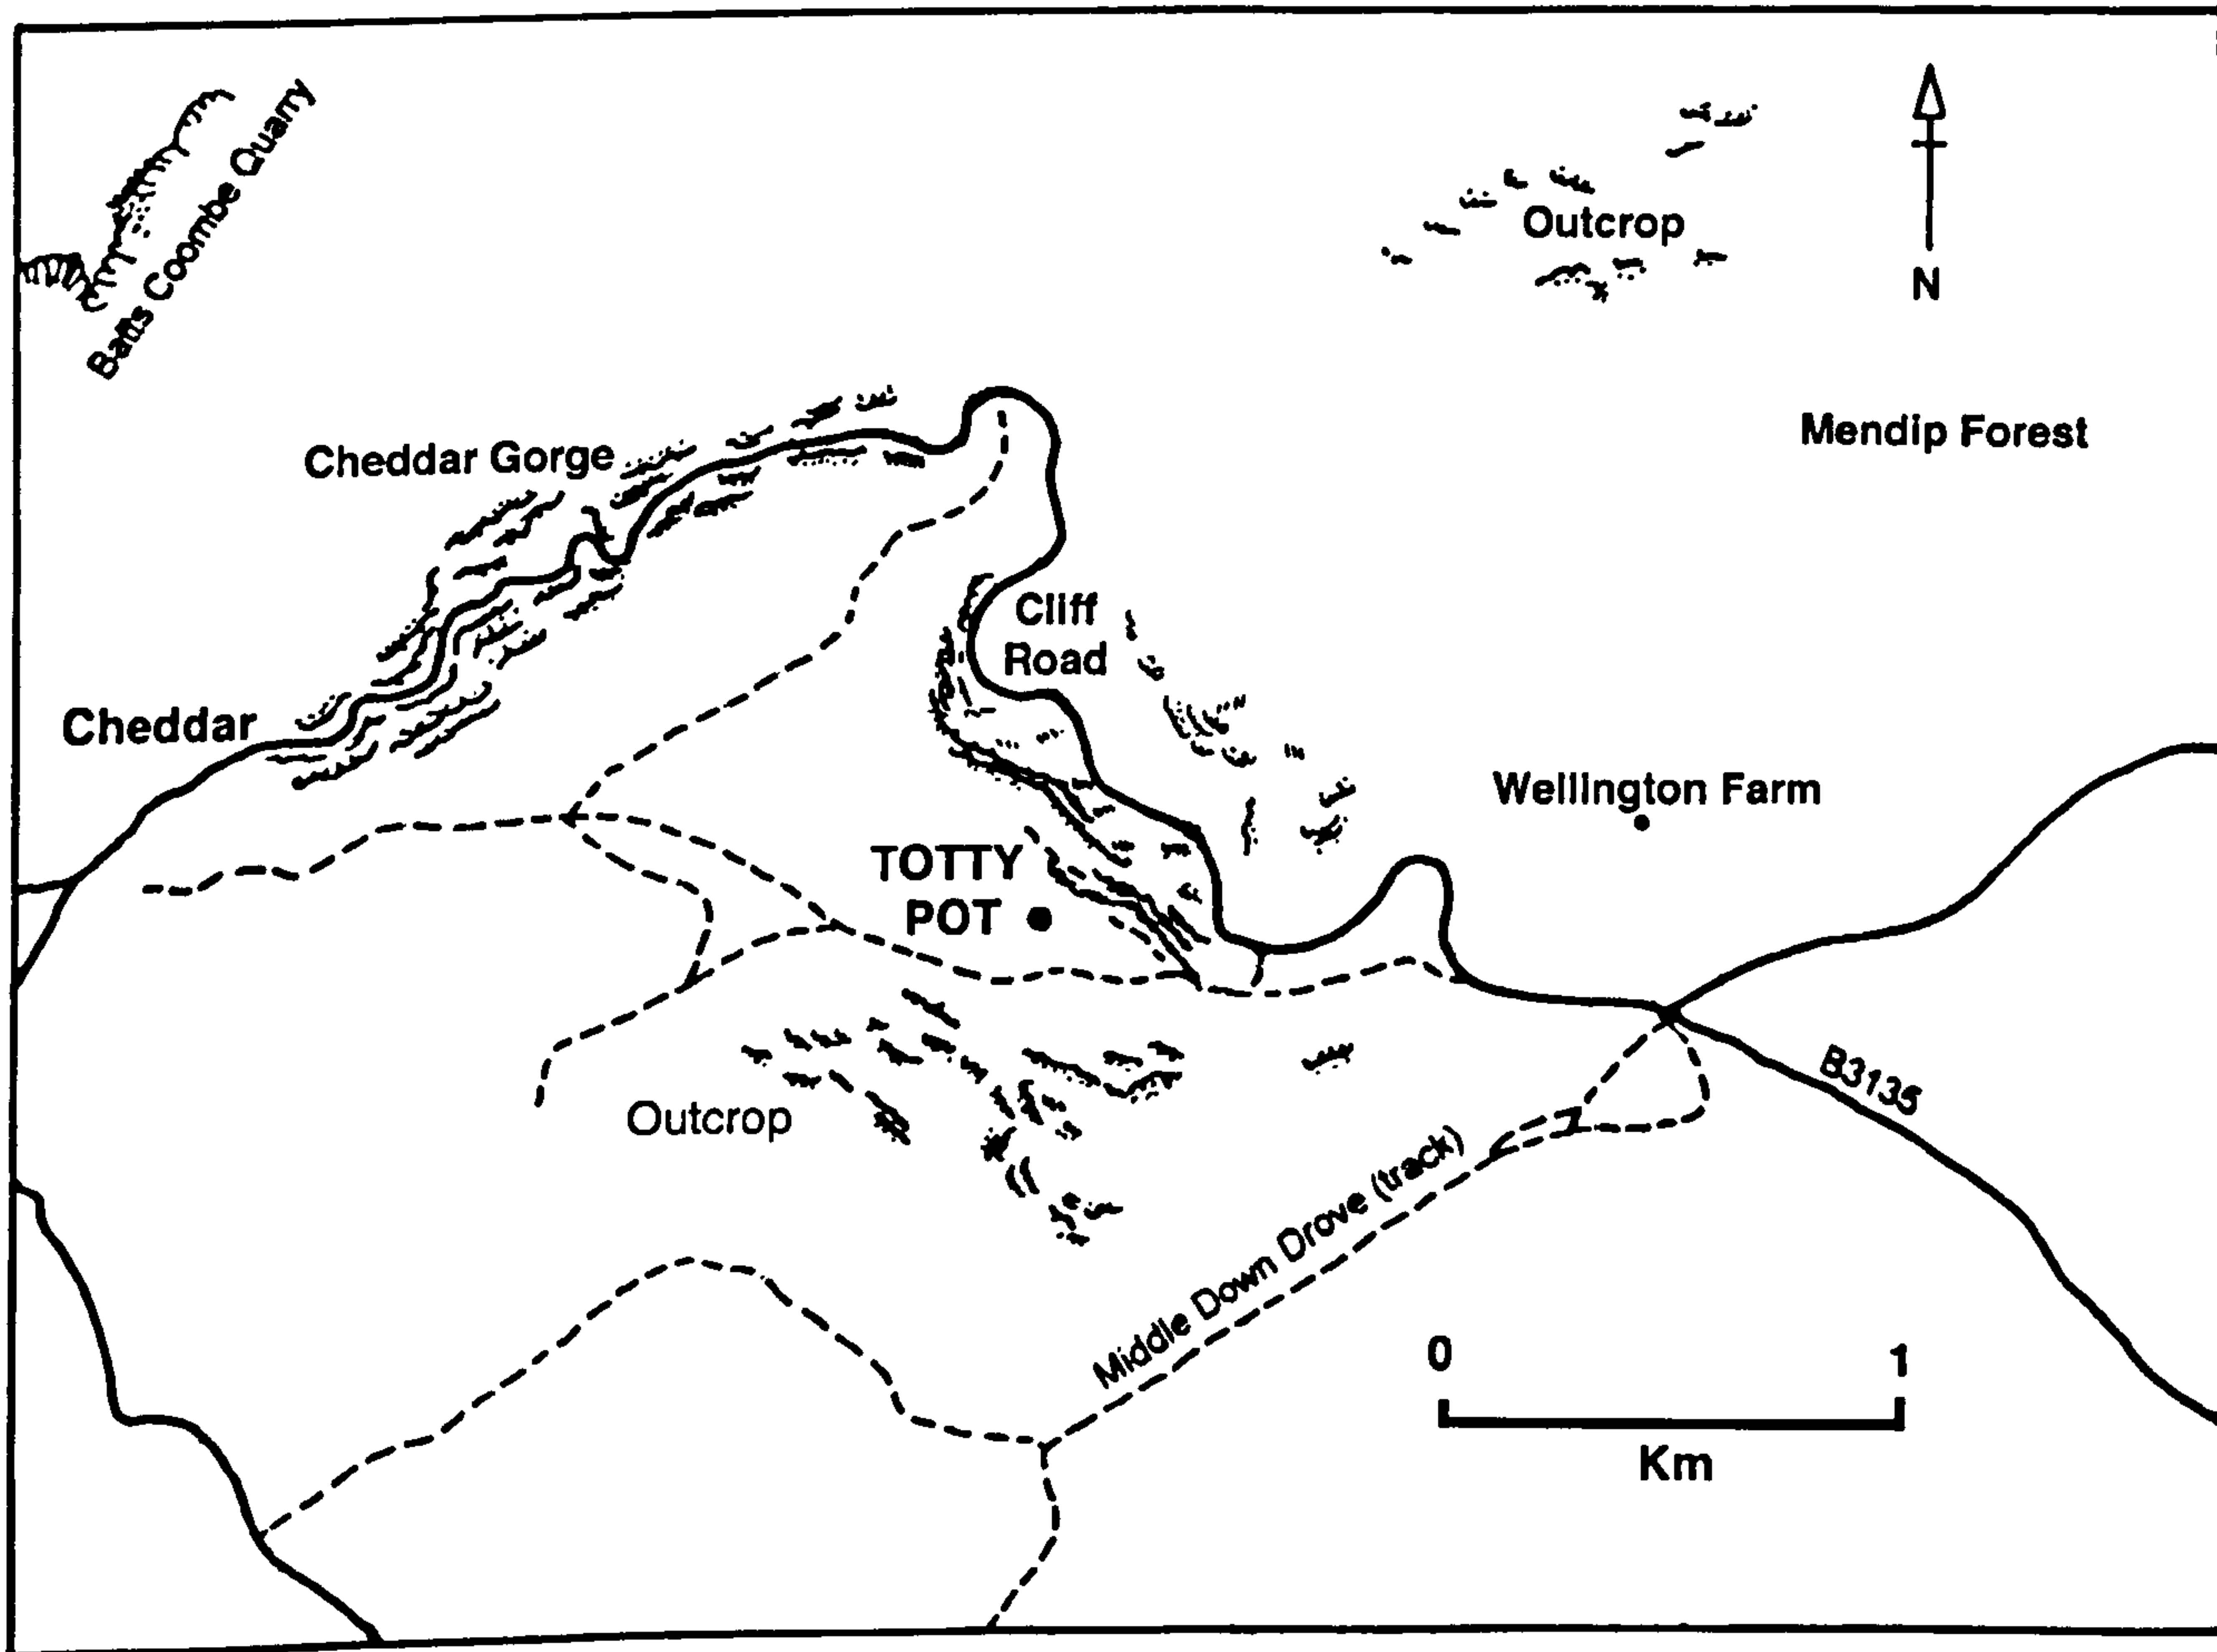 Batts Coombe Quarry
Outcrop
N
Mendip Forest
Cheddar Gorge
Cliff
Road
Cheddar
Wellington Farm
TOTTY
POT
B3135
Outcrop
Middle Down Drove (track)
0 1
Km